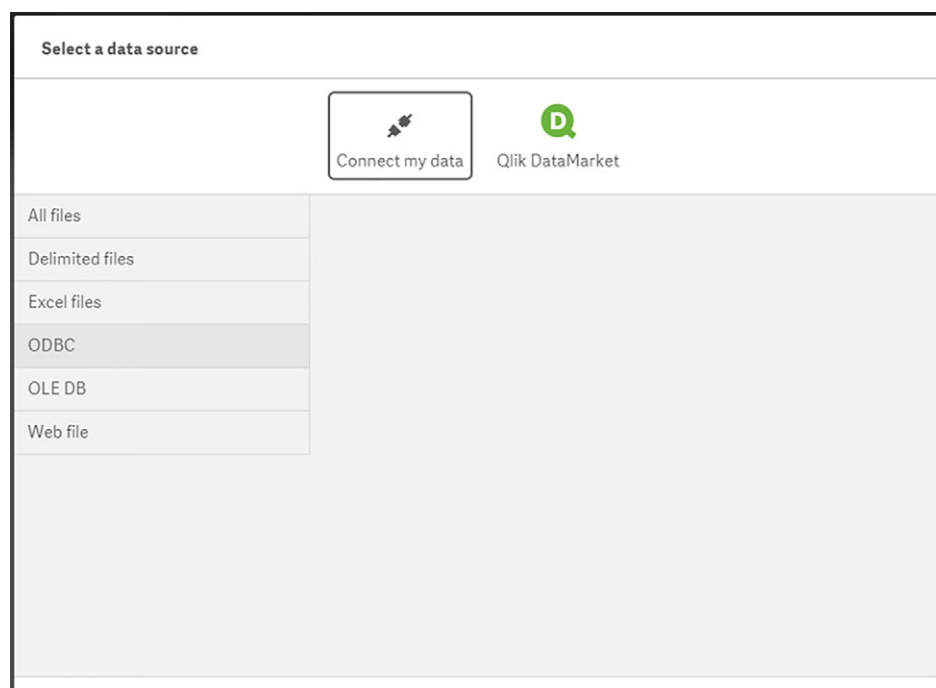 Select a data source
Connect my data
D
Qlik DataMarket
All files
Delimited files
Excel files
ODBC
OLE DB
Web file